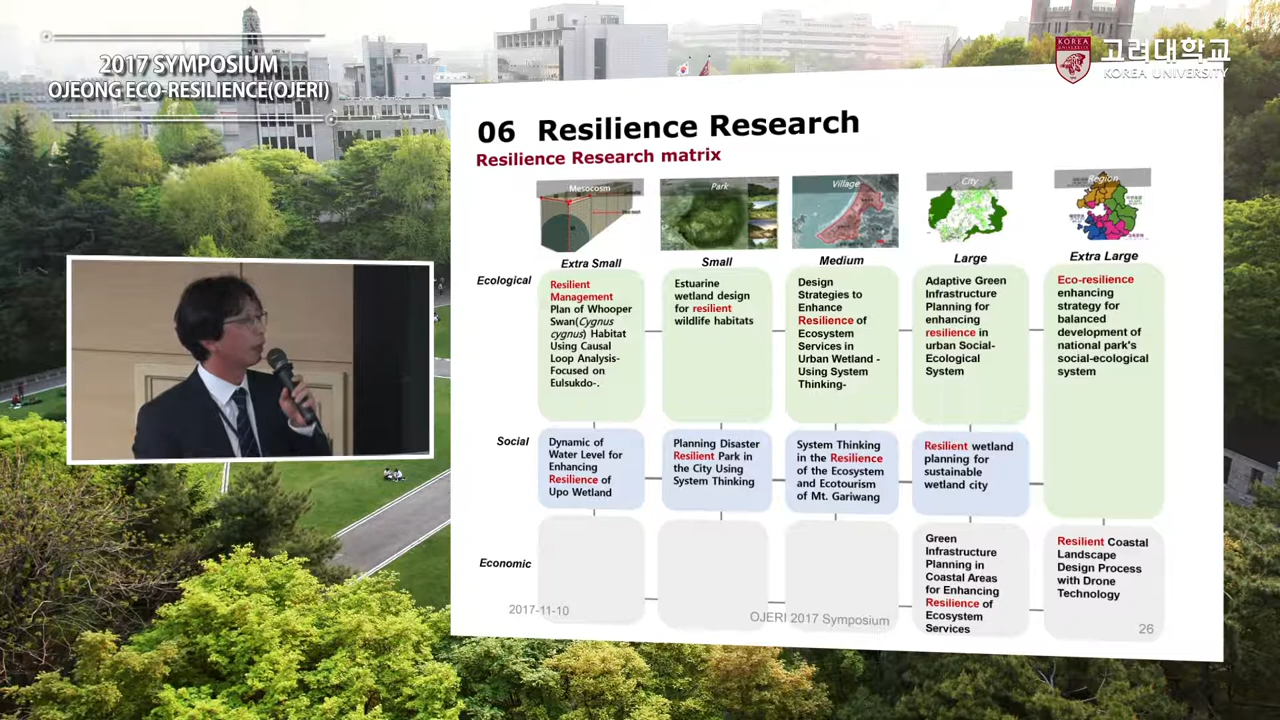 2017 SYMPOSIUM
OJEONG ECO-RESILIENCE(OJERI)
KOREA
고려대학교
KOREA UNIVERSITY
06 Resilience Research
Resilience Research matrix
Mesocosm
Park
Village
City
Region
Extra Small
Small
Medium
Large
Extra Large
Ecological
Resilient
Management
Plan of Whooper
Swan(Cygnus
cygnus) Habitat
Using Causal
Loop Analysis-
Focused on
Eulsukdo-.
Estuarine
wetland design
for resilient
wildlife habitats
Design
Strategies to
Enhance
Resilience of
Ecosystem
Services in
Urban Wetland -
Using System
Thinking-
Adaptive Green
Infrastructure
Planning for
enhancing
resilience in
urban Social-
Ecological
System
Eco-resilience
enhancing
strategy for
balanced
development of
national park's
social-ecological
system
Social
Dynamic of
Water Level for
Enhancing
Resilience of
Upo Wetland
Planning Disaster
Resilient Park in
the City Using
System Thinking
System Thinking
in the Resilience
of the Ecosystem
and Ecotourism
of Mt. Gariwang
Resilient wetland
planning for
sustainable
wetland city
Economic
Green
Infrastructure
Planning in
Coastal Areas
for Enhancing
Resilience of
Ecosystem
Services
Resilient Coastal
Landscape
Design Process
with Drone
Technology
2017-11-10
OJERI 2017 Symposium
26